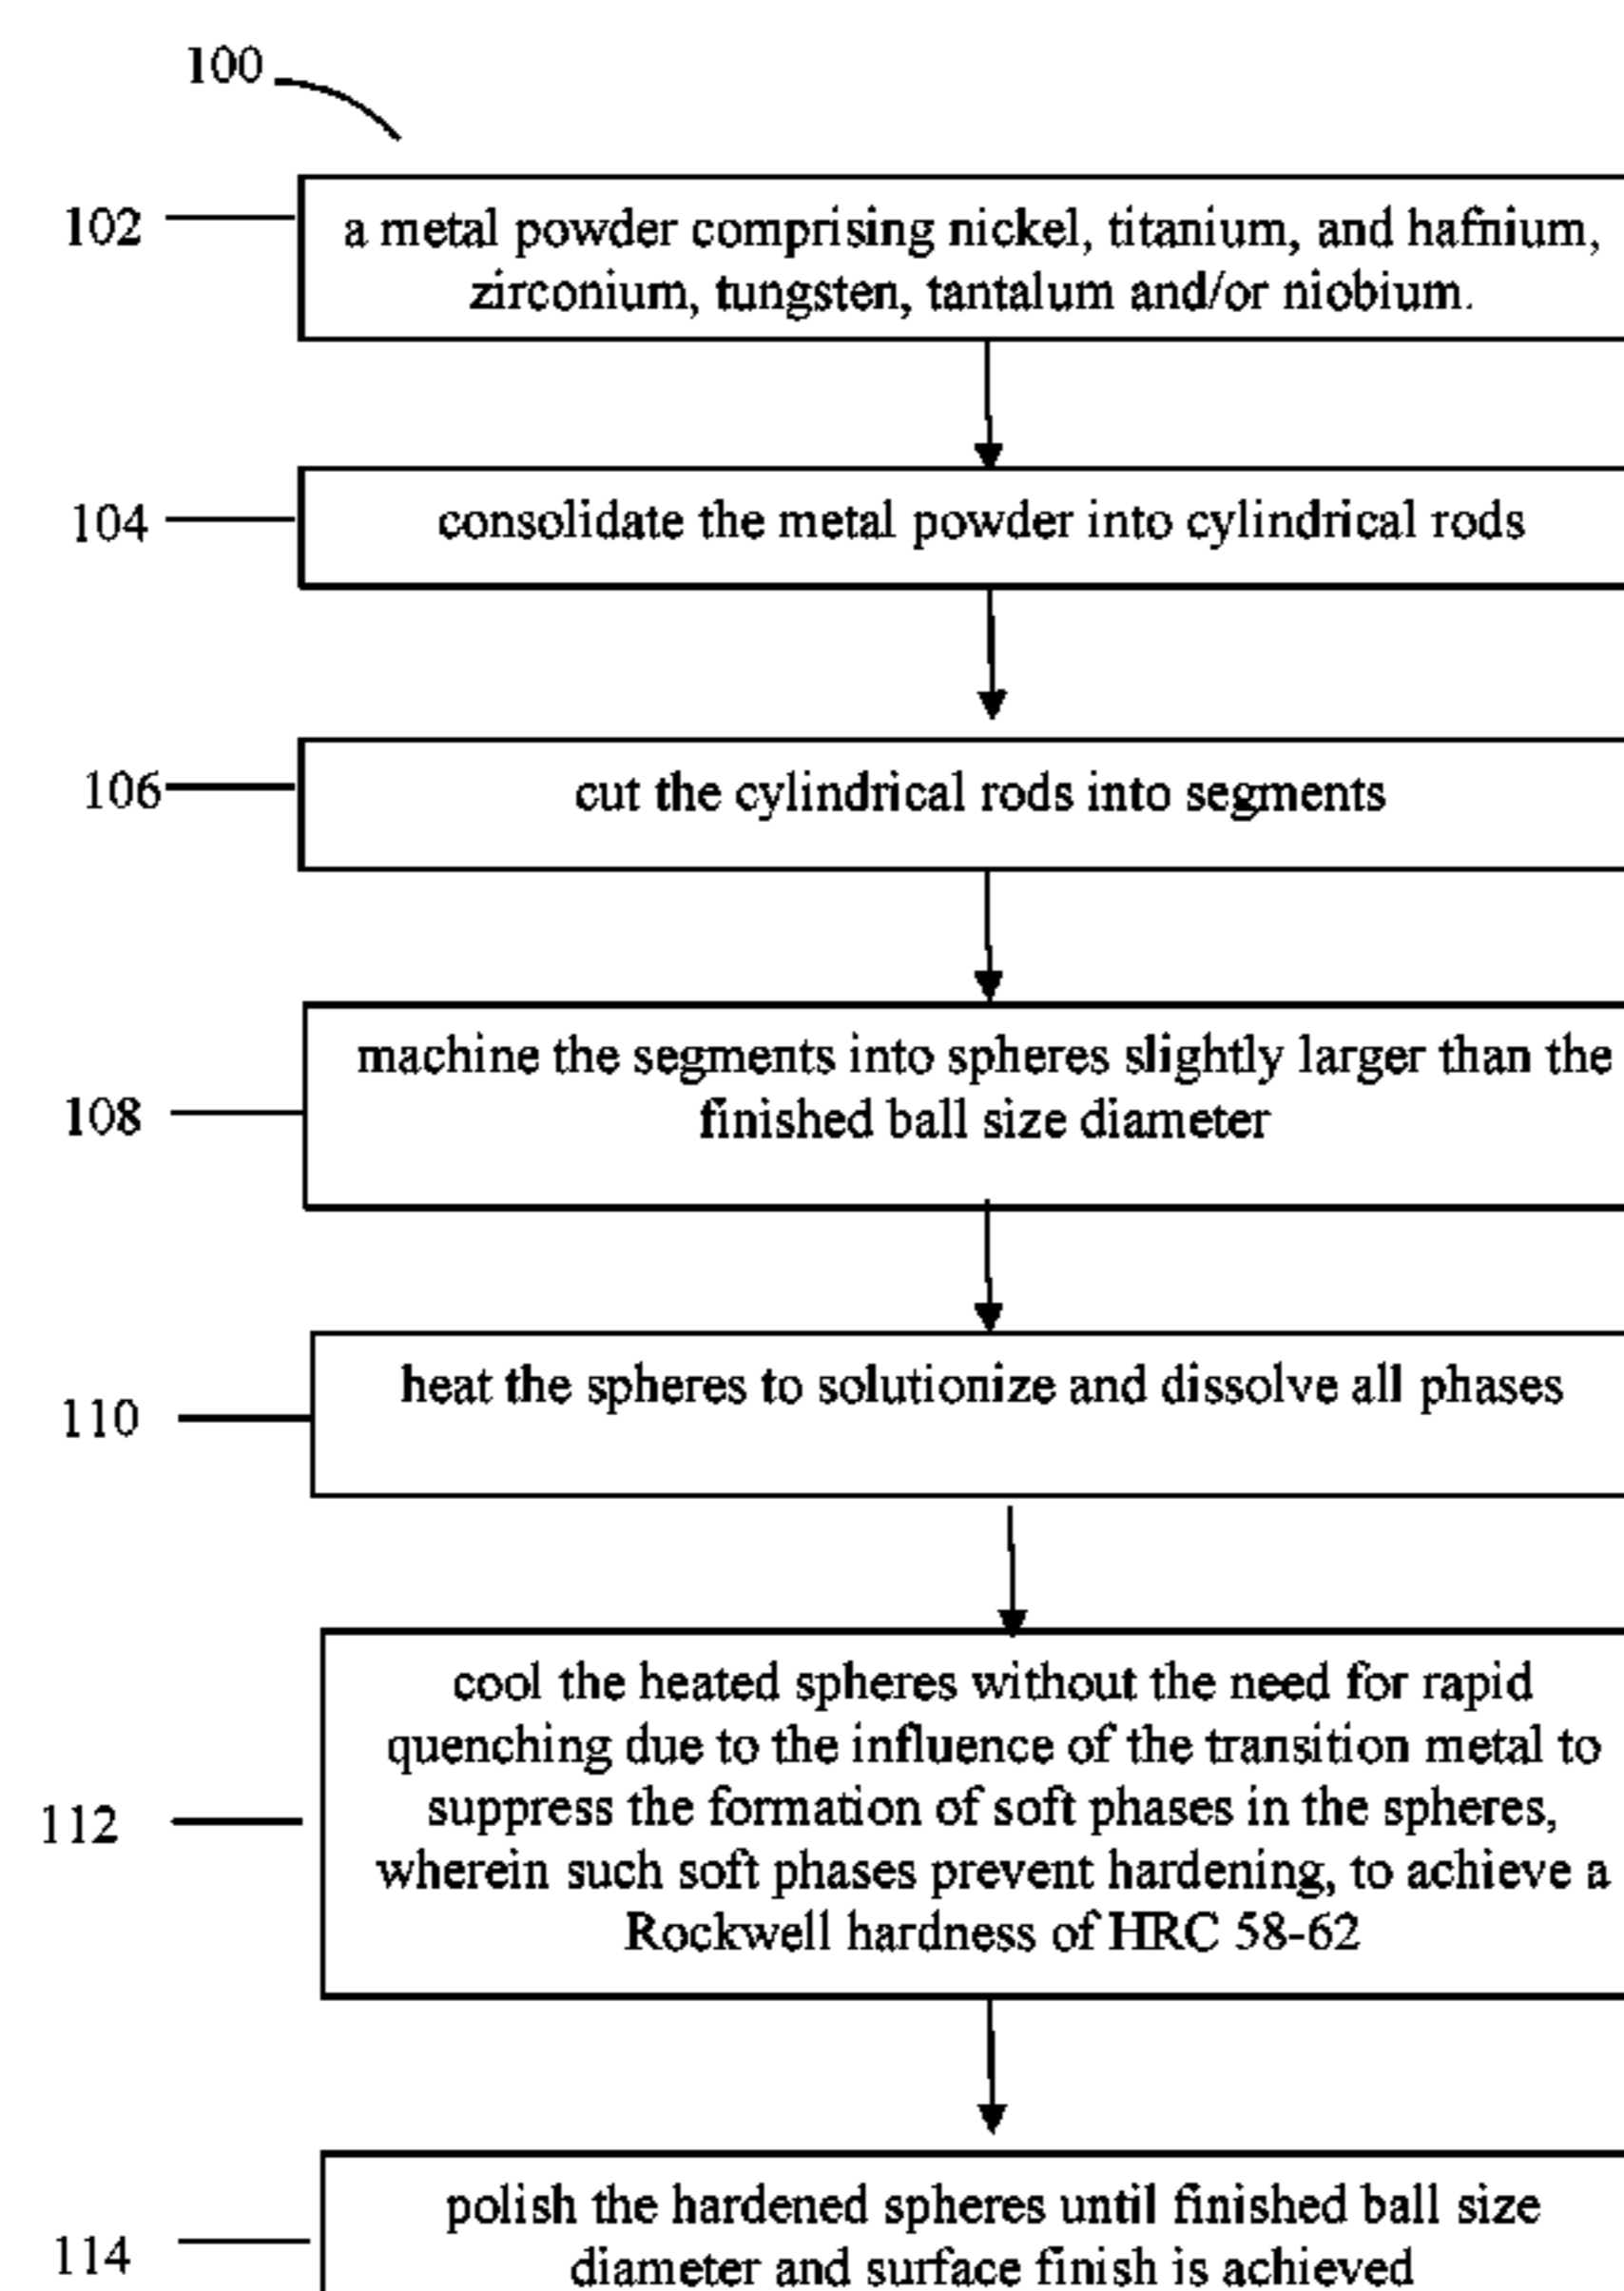 100
102
a metal powder comprising nickel, titanium, and hafnium,
zirconium, tungsten, tantalum and/or niobium.
104
consolidate the metal powder into cylindrical rods
106
cut the cylindrical rods into segments
108
machine the segments into spheres slightly larger than the
finished ball size diameter
110
heat the spheres to solutionize and dissolve all phases
112
cool the heated spheres without the need for rapid
quenching due to the influence of the transition metal to
suppress the formation of soft phases in the spheres,
wherein such soft phases prevent hardening, to achieve a
Rockwell hardness of HRC 58-62
114
polish the hardened spheres until finished ball size
diameter and surface finish is achieved